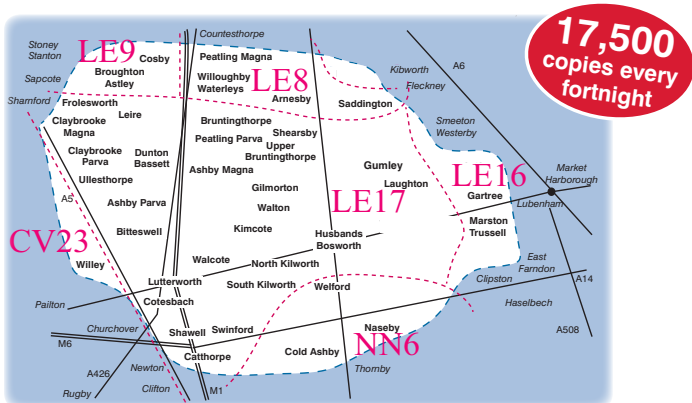 17,500
copies every
fortnight
Countesthorpe
Stoney
Stanton
LE9
Cosby
Peatling Magna
Broughton
Astley
Sapcote
Willoughby
Waterleys
LE8
Kibworth
Fleckney
A6
Sharnford
Frolesworth
Leire
Arnesby
Saddington
Claybrooke
Magna
Bruntingthorpe
Shearsby
Smeeton
Westerby
Peatling Parva
Upper
Bruntingthorpe
Claybrooke
Parva
Dunton
Bassett
Gumley
Market
Harborough
Ullesthorpe
Ashby Magna
Laughton
LE16
Gartree
Gilmorton
Lubenham
A5
Ashby Parva
Walton
LE17
Marston
Trussell
Bitteswell
Kimcote
Husbands
Bosworth
CV23
Willey
Walcote
North Kilworth
East
Farndon
Lutterworth
South Kilworth
Welford
Clipston
A14
Pailton
Cotesbach
Haselbech
Churchover
Shawell
Swinford
Naseby
A508
M6
Catthorpe
Cold Ashby
NN6
A426
Newton
Thornby
Rugby
Clifton
M1